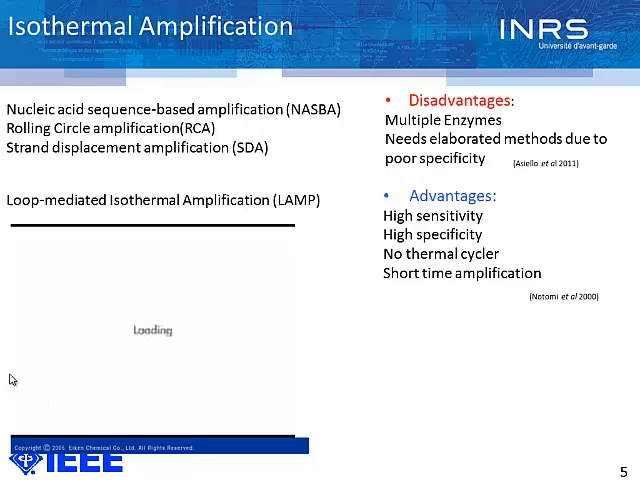 Isothermal Amplification
INRS
Université d'avant-garde
Nucleic acid sequence-based amplification (NASBA)
Rolling Circle amplification(RCA)
Strand displacement amplification (SDA)
Loop-mediated Isothermal Amplification (LAMP)
Loading
Copyright © 2005 Eiken Chemical Co., Ltd. All Rights Reserved.
IEEE
• Disadvantages:
Multiple Enzymes
Needs elaborated methods due to
poor specificity (Asiello et al 2011)
• Advantages:
High sensitivity
High specificity
No thermal cycler
Short time amplification
(Notomi et al 2000)
5